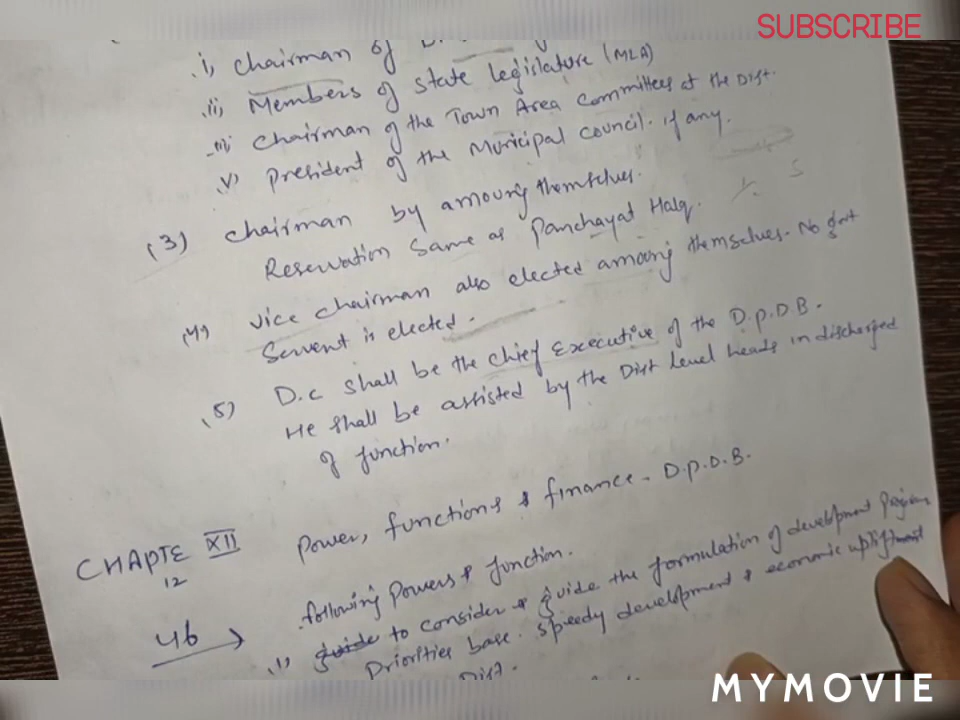 SUBSCRIBE
(i) Chairman of
(ii) Members of State legislature (MLA)
(iii) Chairman of the Town Area Committees of the Dist.
(v) President of the Municipal Council. if any.
(3) Chairman by amoung themselves.
Reservation Same as Panchayat Halq.
(4) Vice Chairman also elected amoung themselves. No govt
Servent is elected.
(5) D.C shall be the chief Executive of the D.P.D.B.
He shall be assisted by the Dist Level heads in discharged
of function.
CHAPTE XII Power, functions & finance - D.P.D.B.
12
46 → following Powers & function.
(1) to consider & guide the formulation of development Program
Priorities base. speedy development & economic upliftment
Dist.
MYMOVIE